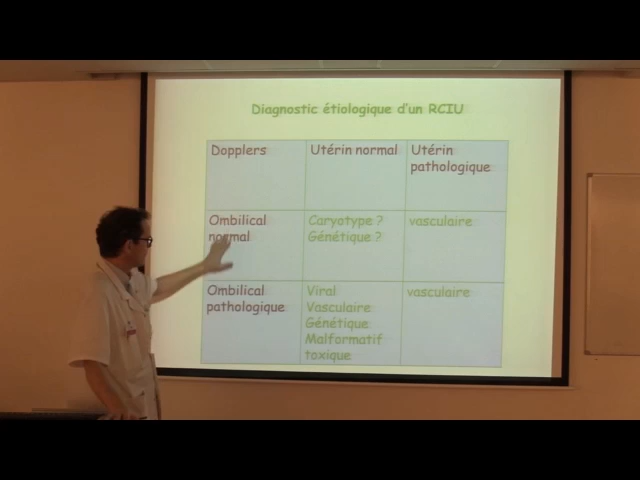 Diagnostic étiologique d'un RCIU
Dopplers
Utérin normal
Utérin
pathologique
Ombilical
normal
Caryotype ?
Génétique ?
vasculaire
Ombilical
pathologique
Viral
Vasculaire
Génétique
Malformatif
toxique
vasculaire